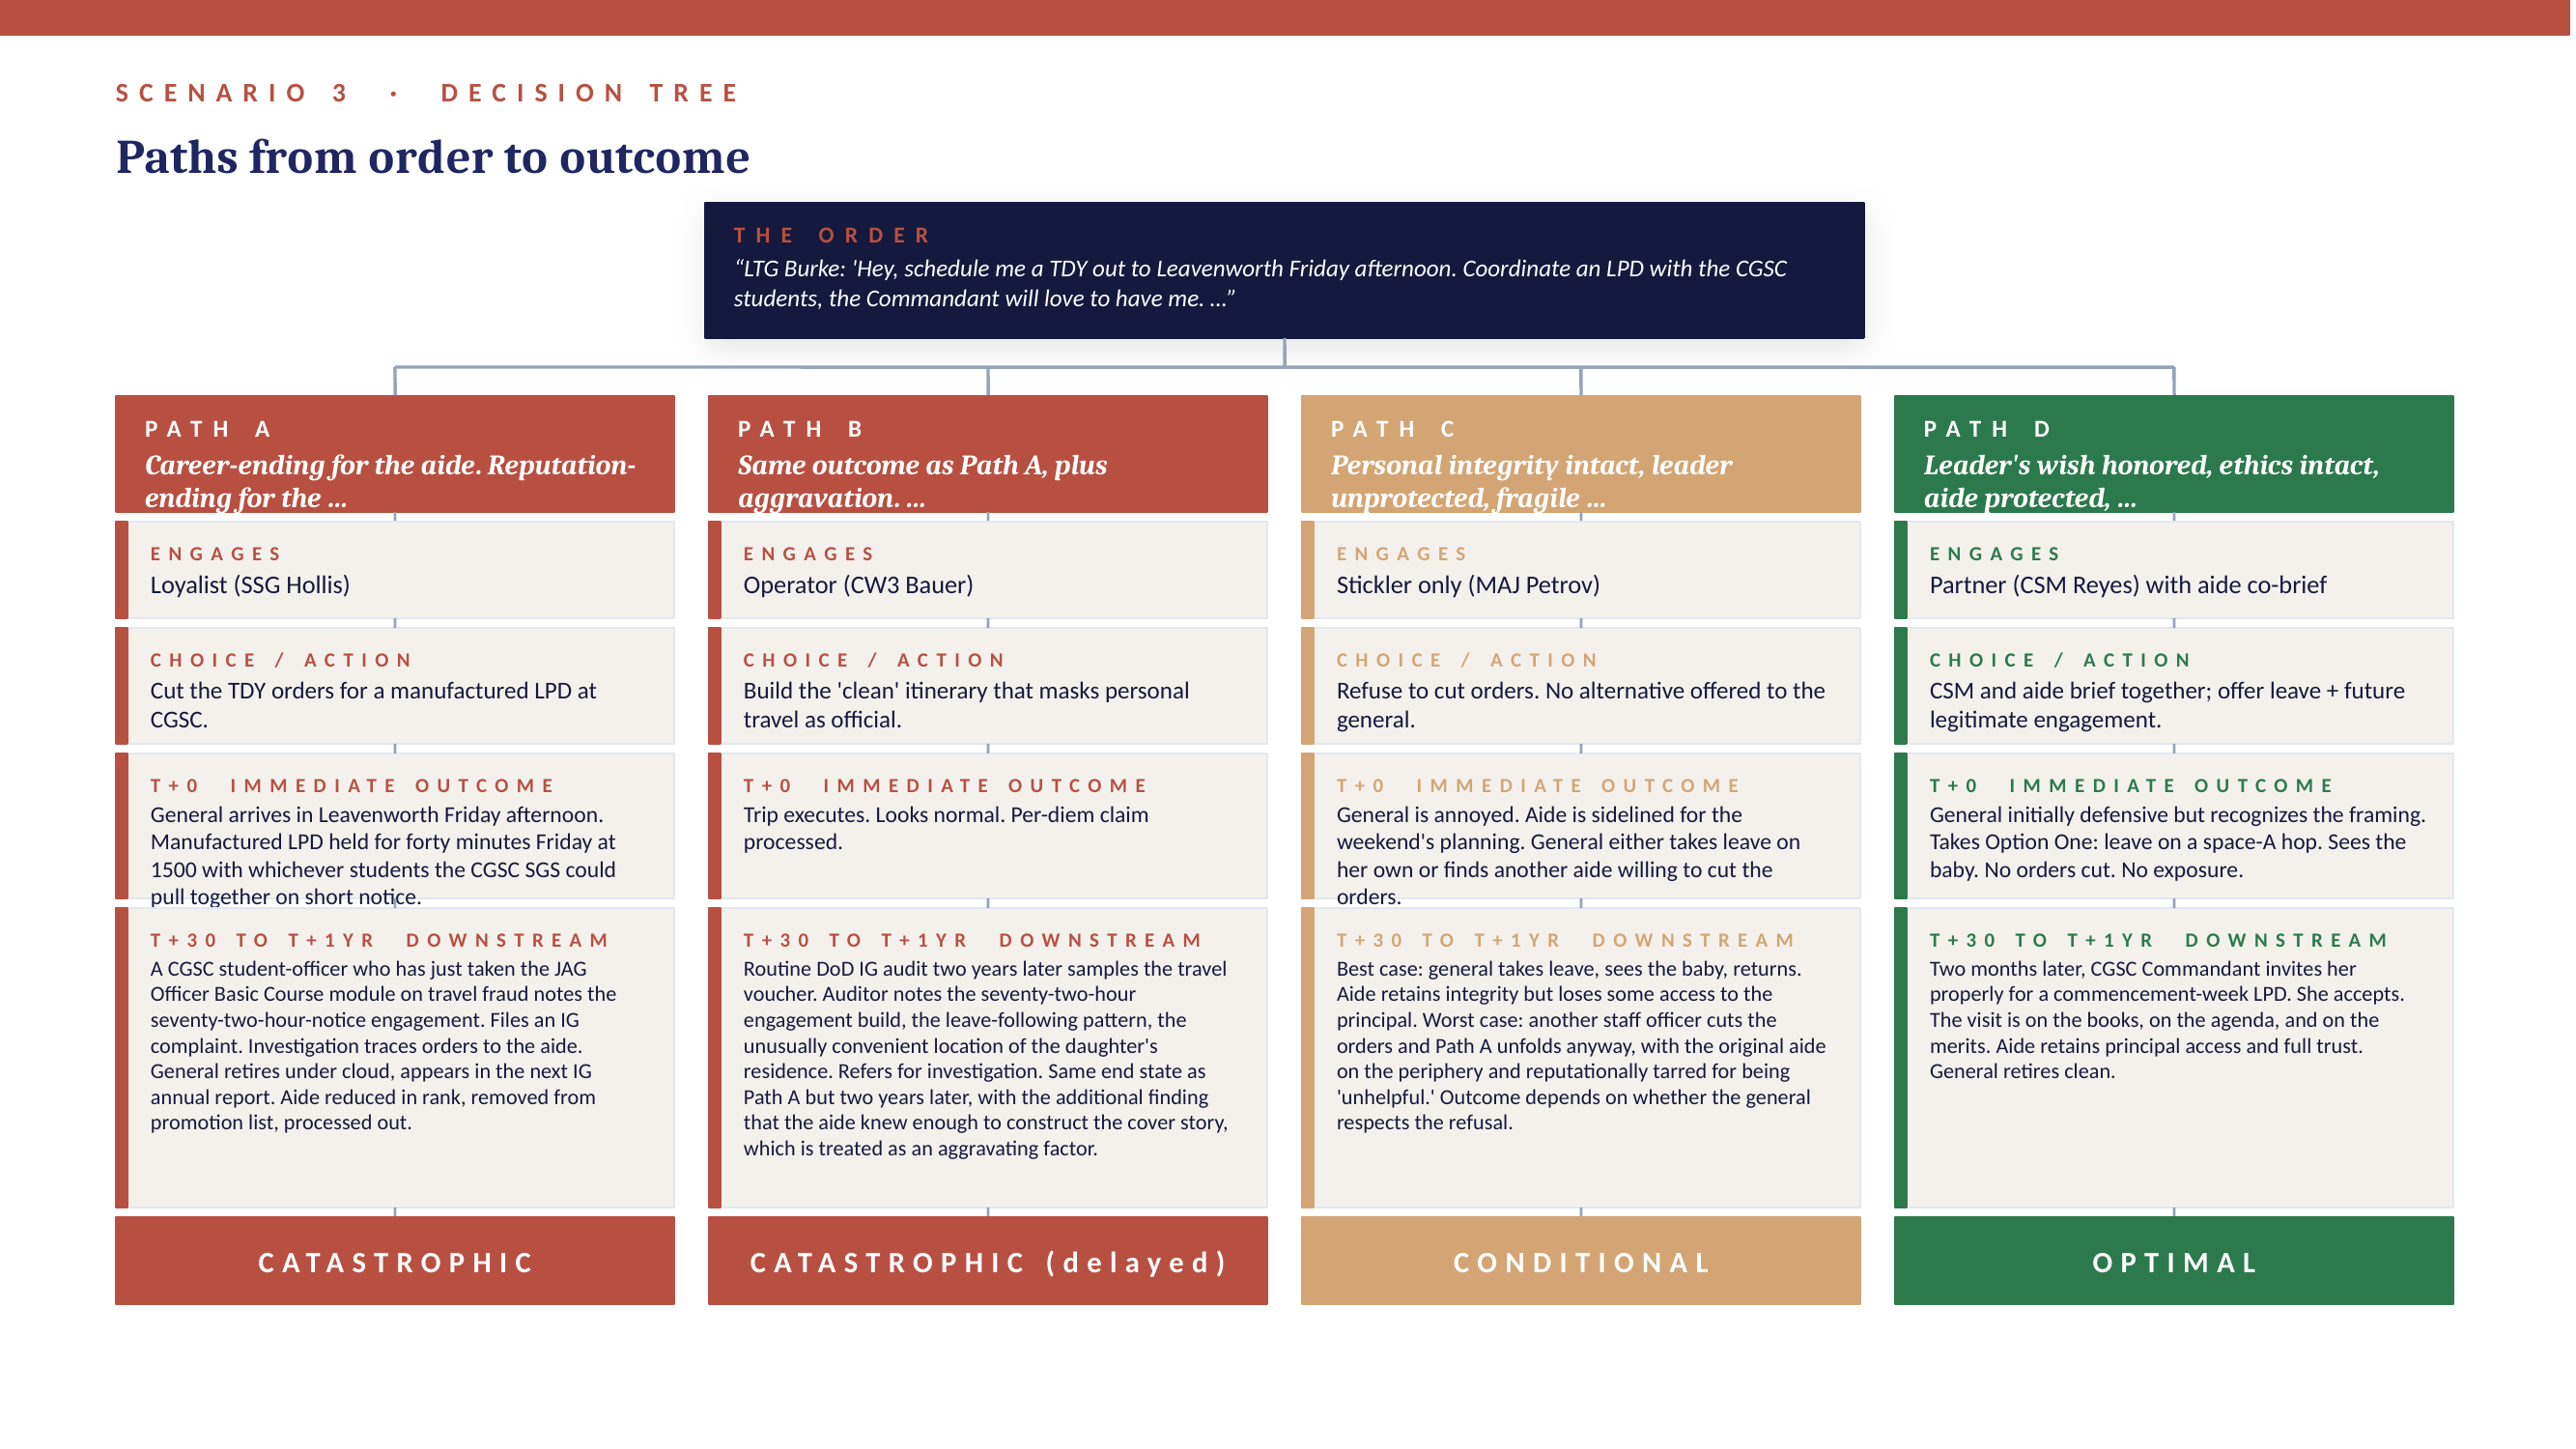 SCENARIO 3 · DECISION TREE
Paths from order to outcome
THE ORDER
“LTG Burke: 'Hey, schedule me a TDY out to Leavenworth Friday afternoon. Coordinate an LPD with the CGSC
students, the Commandant will love to have me. ...”
PATH A
Career-ending for the aide. Reputation-
ending for the ...
ENGAGES
Loyalist (SSG Hollis)
CHOICE / ACTION
Cut the TDY orders for a manufactured LPD at
CGSC.
T+0 IMMEDIATE OUTCOME
General arrives in Leavenworth Friday afternoon.
Manufactured LPD held for forty minutes Friday at
1500 with whichever students the CGSC SGS could
pull together on short notice.
T+30 TO T+1YR DOWNSTREAM
A CGSC student-officer who has just taken the JAG
Officer Basic Course module on travel fraud notes the
seventy-two-hour-notice engagement. Files an IG
complaint. Investigation traces orders to the aide.
General retires under cloud, appears in the next IG
annual report. Aide reduced in rank, removed from
promotion list, processed out.
CATASTROPHIC
PATH B
Same outcome as Path A, plus
aggravation. ...
ENGAGES
Operator (CW3 Bauer)
CHOICE / ACTION
Build the 'clean' itinerary that masks personal
travel as official.
T+0 IMMEDIATE OUTCOME
Trip executes. Looks normal. Per-diem claim
processed.
T+30 TO T+1YR DOWNSTREAM
Routine DoD IG audit two years later samples the travel
voucher. Auditor notes the seventy-two-hour
engagement build, the leave-following pattern, the
unusually convenient location of the daughter's
residence. Refers for investigation. Same end state as
Path A but two years later, with the additional finding
that the aide knew enough to construct the cover story,
which is treated as an aggravating factor.
CATASTROPHIC (delayed)
PATH C
Personal integrity intact, leader
unprotected, fragile ...
ENGAGES
Stickler only (MAJ Petrov)
CHOICE / ACTION
Refuse to cut orders. No alternative offered to the
general.
T+0 IMMEDIATE OUTCOME
General is annoyed. Aide is sidelined for the
weekend's planning. General either takes leave on
her own or finds another aide willing to cut the
orders.
T+30 TO T+1YR DOWNSTREAM
Best case: general takes leave, sees the baby, returns.
Aide retains integrity but loses some access to the
principal. Worst case: another staff officer cuts the
orders and Path A unfolds anyway, with the original aide
on the periphery and reputationally tarred for being
'unhelpful.' Outcome depends on whether the general
respects the refusal.
CONDITIONAL
PATH D
Leader's wish honored, ethics intact,
aide protected, ...
ENGAGES
Partner (CSM Reyes) with aide co-brief
CHOICE / ACTION
CSM and aide brief together; offer leave + future
legitimate engagement.
T+0 IMMEDIATE OUTCOME
General initially defensive but recognizes the framing.
Takes Option One: leave on a space-A hop. Sees the
baby. No orders cut. No exposure.
T+30 TO T+1YR DOWNSTREAM
Two months later, CGSC Commandant invites her
properly for a commencement-week LPD. She accepts.
The visit is on the books, on the agenda, and on the
merits. Aide retains principal access and full trust.
General retires clean.
OPTIMAL